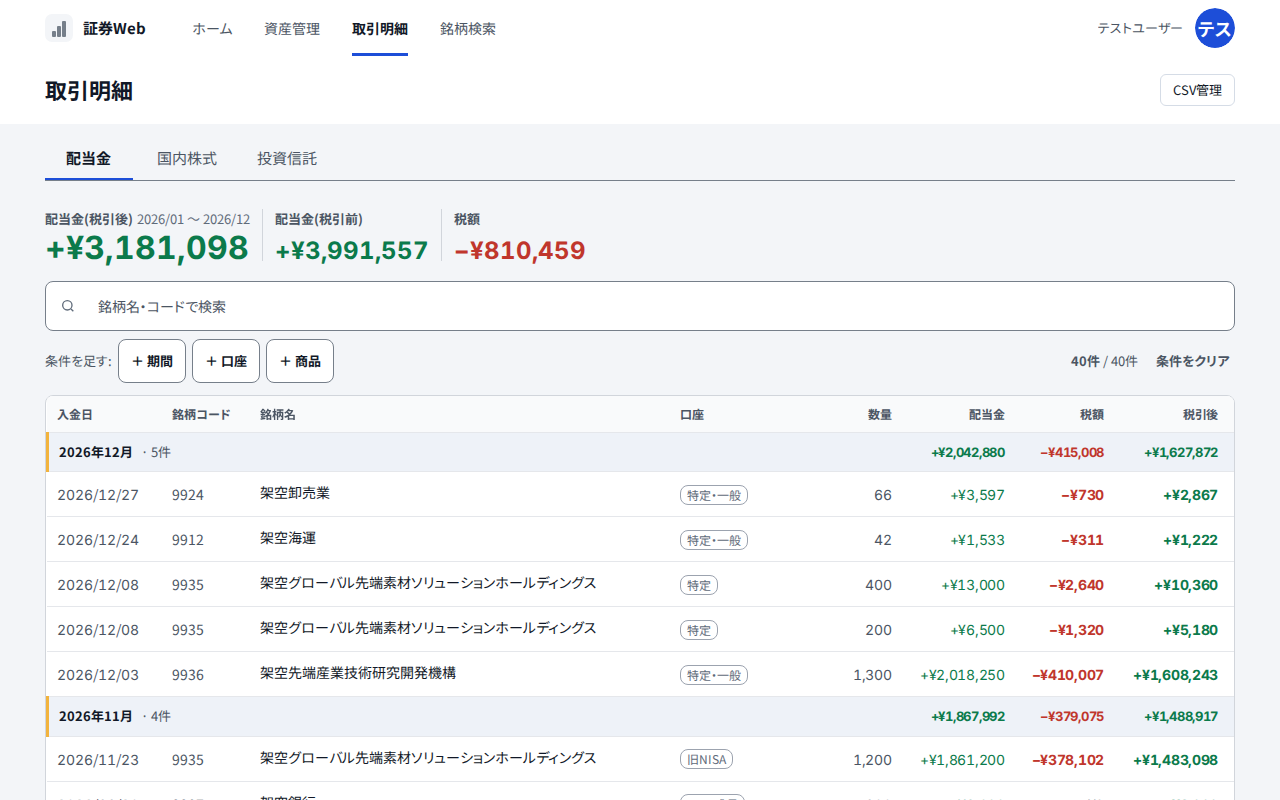 証券Web ホーム 資産管理 取引明細 銘柄検索 テストユーザー テス
取引明細 CSV管理
配当金 国内株式 投資信託
配当金(税引後) 2026/01 〜 2026/12 配当金(税引前) 税額
+¥3,181,098 +¥3,991,557 −¥810,459
銘柄名・コードで検索
条件を足す: ＋ 期間 ＋ 口座 ＋ 商品 40件 / 40件 条件をクリア
入金日 銘柄コード 銘柄名 口座 数量 配当金 税額 税引後
2026年12月 · 5件 +¥2,042,880 −¥415,008 +¥1,627,872
2026/12/27 9924 架空卸売業 特定・一般 66 +¥3,597 −¥730 +¥2,867
2026/12/24 9912 架空海運 特定・一般 42 +¥1,533 −¥311 +¥1,222
2026/12/08 9935 架空グローバル先端素材ソリューションホールディングス 特定 400 +¥13,000 −¥2,640 +¥10,360
2026/12/08 9935 架空グローバル先端素材ソリューションホールディングス 特定 200 +¥6,500 −¥1,320 +¥5,180
2026/12/03 9936 架空先端産業技術研究開発機構 特定・一般 1,300 +¥2,018,250 −¥410,007 +¥1,608,243
2026年11月 · 4件 +¥1,867,992 −¥379,075 +¥1,488,917
2026/11/23 9935 架空グローバル先端素材ソリューションホールディングス 旧NISA 1,200 +¥1,861,200 −¥378,102 +¥1,483,098